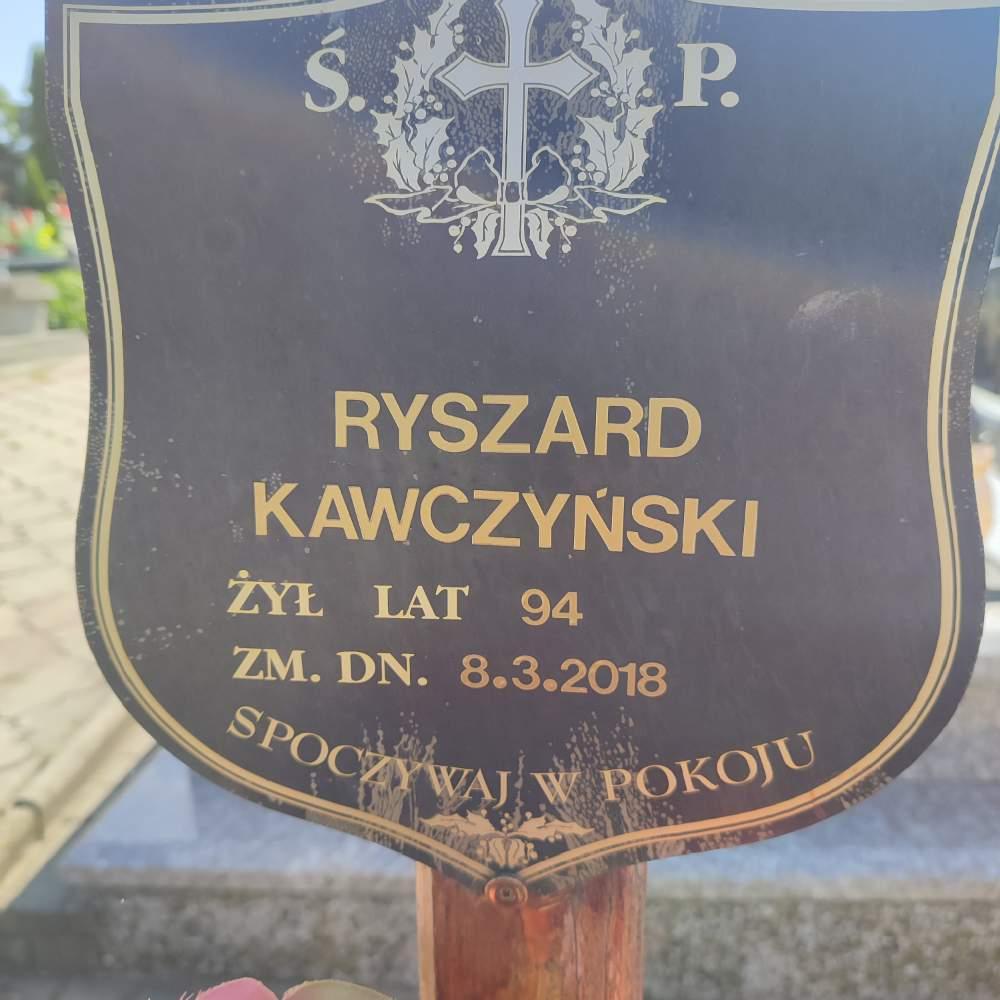 Ś. P.
RYSZARD
KAWCZYŃSKI
ŻYŁ LAT 94
ZM. DN. 8.3.2018
SPOCZYWAJ W POKOJU